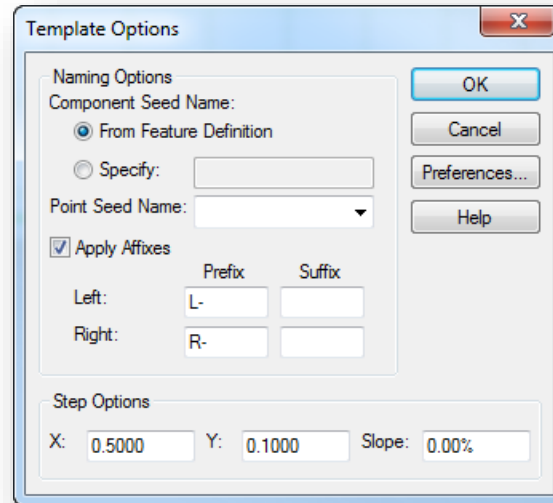 Template Options
Naming Options
Component Seed Name:
From Feature Definition
Specify:
Point Seed Name:
Apply Affixes
Prefix Suffix
Left: L-
Right: R-
OK
Cancel
Preferences...
Help
Step Options
X: 0.5000 Y: 0.1000 Slope: 0.00%